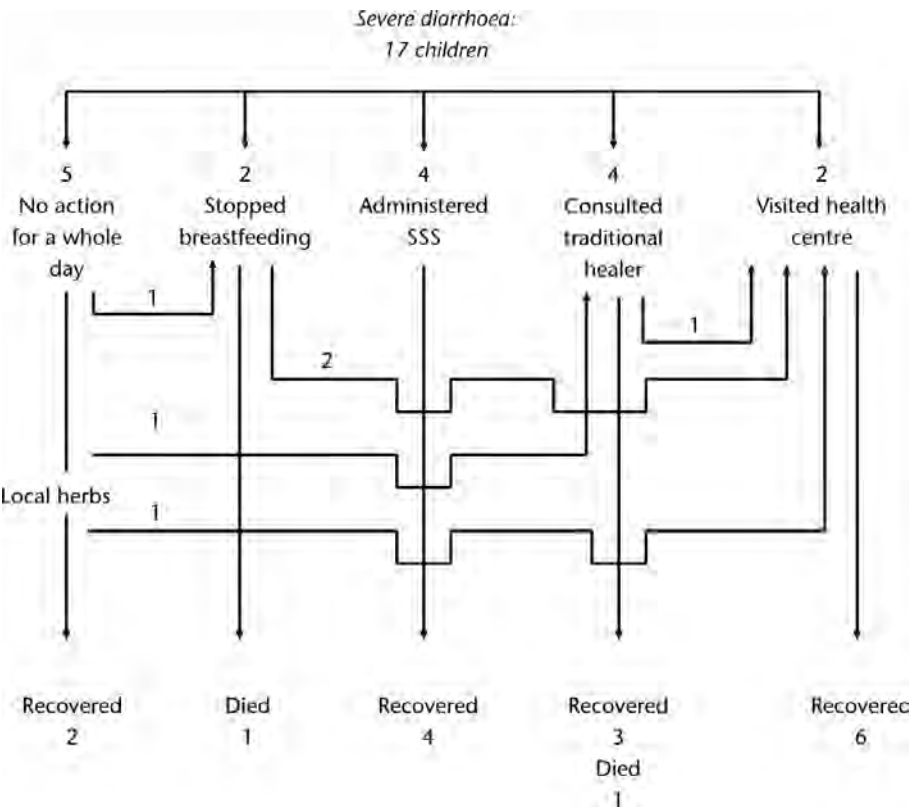 Severe diarrhoea:
17 children
5
No action
for a whole
day
2
Stopped
breastfeeding
4
Administered
SSS
4
Consulted
traditional
healer
2
Visited health
centre
1
1
2
1
Local herbs
1
Recovered
2
Died
1
Recovered
4
Recovered
3
Died
1
Recoverec
6